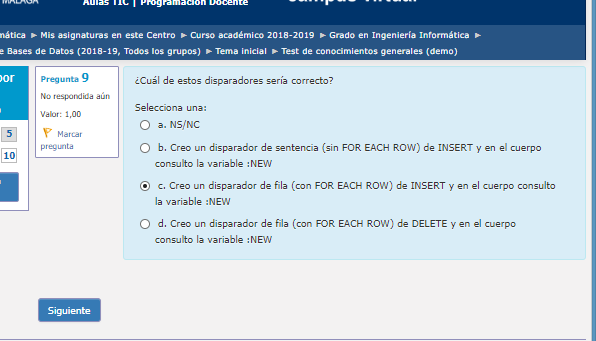 Aulas TIC | Programación Docente
mática ► Mis asignaturas en este Centro ► Curso académico 2018-2019 ► Grado en Ingeniería Informática ►
e Bases de Datos (2018-19, Todos los grupos) ► Tema inicial ► Test de conocimientos generales (demo)
por
5
10
Pregunta 9
No respondida aún
Valor: 1,00
Marcar
pregunta
¿Cuál de estos disparadores sería correcto?
Selecciona una:
a. NS/NC
b. Creo un disparador de sentencia (sin FOR EACH ROW) de INSERT y en el cuerpo
consulto la variable :NEW
c. Creo un disparador de fila (con FOR EACH ROW) de INSERT y en el cuerpo consulto
la variable :NEW
d. Creo un disparador de fila (con FOR EACH ROW) de DELETE y en el cuerpo
consulto la variable :NEW
Siguiente